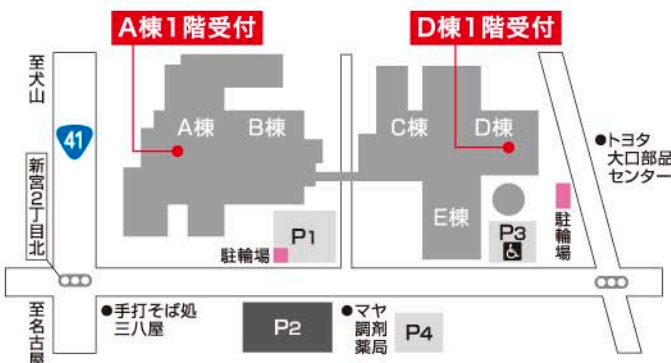 A棟1階受付
D棟1階受付
至犬山
41
新宮2丁目北
至名古屋
A棟
B棟
C棟
D棟
E棟
P1
駐輪場
P3
駐輪場
●トヨタ
大口部品
センター
●手打そば処
三八屋
P2
●マヤ
調剤
薬局
P4